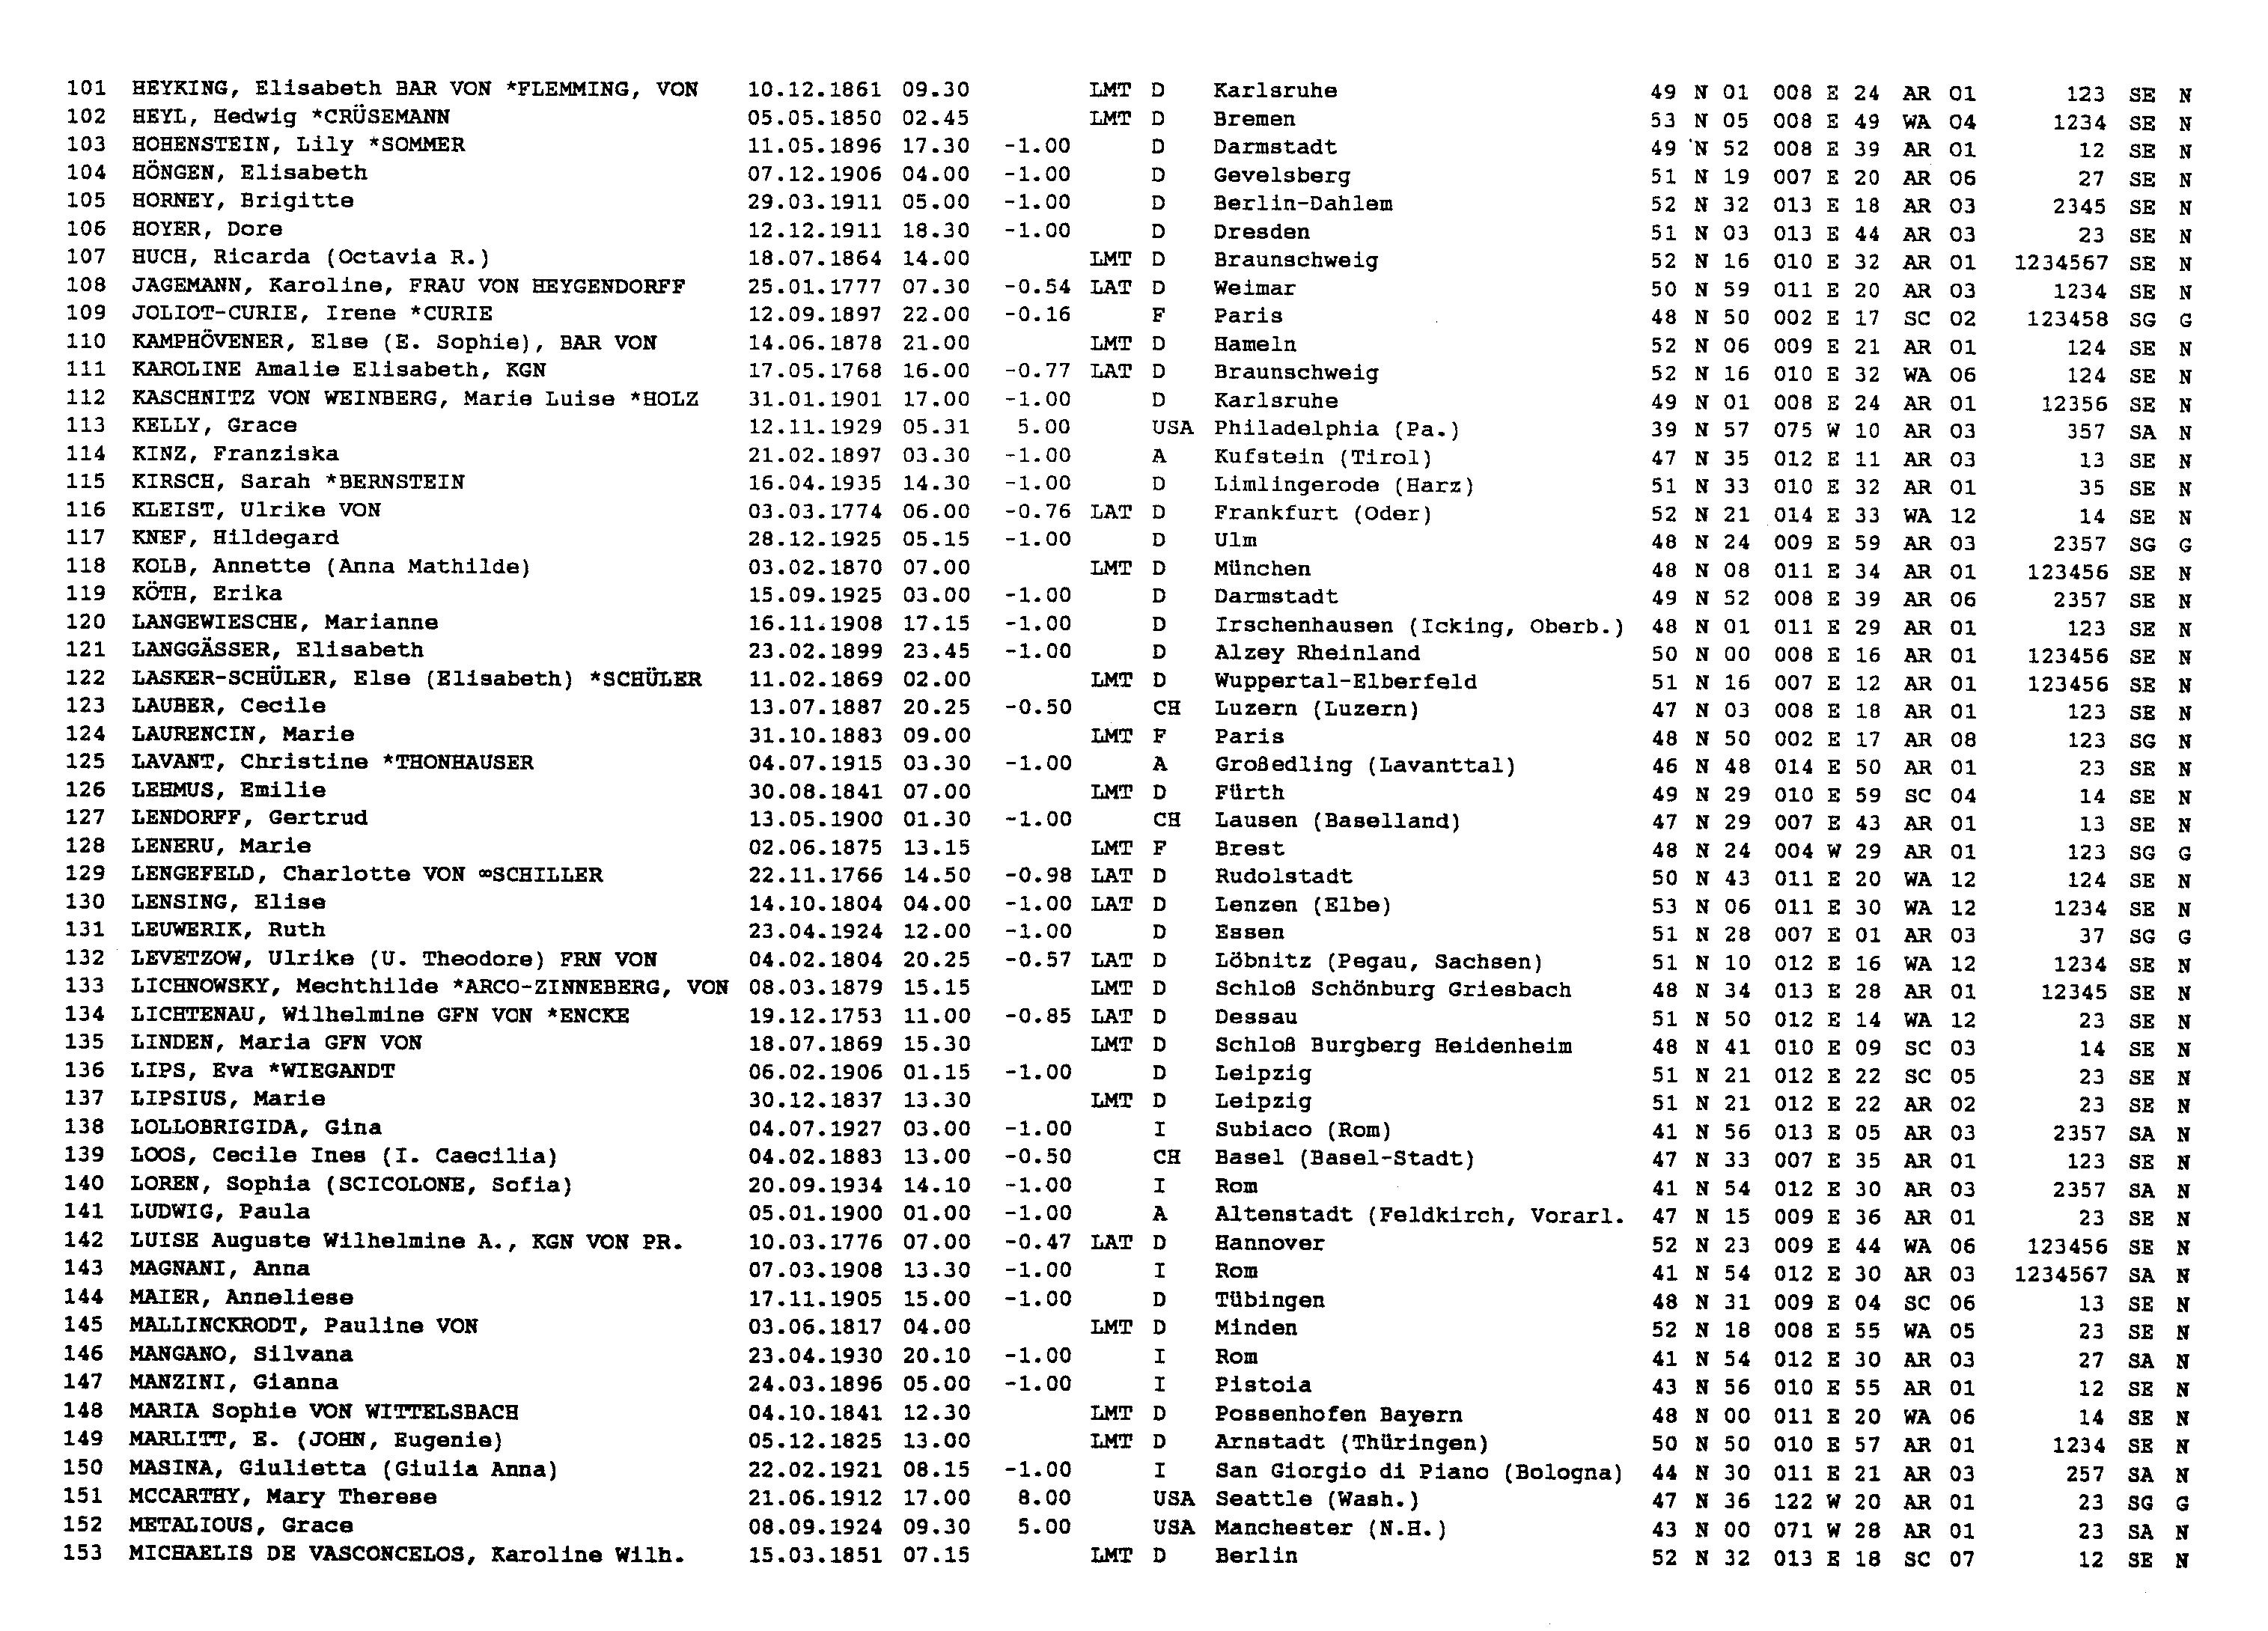 101 HEYKING, Elisabeth BAR VON *FLEMMING, VON 10.12.1861 09.30 LMT D Karlsruhe 49 N 01 008 E 24 AR 01 123 SE N
102 HEYL, Hedwig *CRÜSEMANN 05.05.1850 02.45 LMT D Bremen 53 N 05 008 E 49 WA 04 1234 SE N
103 HOHENSTEIN, Lily *SOMMER 11.05.1896 17.30 -1.00 D Darmstadt 49 N 52 008 E 39 AR 01 12 SE N
104 HÖNGEN, Elisabeth 07.12.1906 04.00 -1.00 D Gevelsberg 51 N 19 007 E 20 AR 06 27 SE N
105 HORNEY, Brigitte 29.03.1911 05.00 -1.00 D Berlin-Dahlem 52 N 32 013 E 18 AR 03 2345 SE N
106 HOYER, Dore 12.12.1911 18.30 -1.00 D Dresden 51 N 03 013 E 44 AR 03 23 SE N
107 HUCH, Ricarda (Octavia R.) 18.07.1864 14.00 LMT D Braunschweig 52 N 16 010 E 32 AR 01 1234567 SE N
108 JAGEMANN, Karoline, FRAU VON HEYGENDORFF 25.01.1777 07.30 -0.54 LAT D Weimar 50 N 59 011 E 20 AR 03 1234 SE N
109 JOLIOT-CURIE, Irene *CURIE 12.09.1897 22.00 -0.16 F Paris 48 N 50 002 E 17 SC 02 123458 SG G
110 KAMPHÖVENER, Else (E. Sophie), BAR VON 14.06.1878 21.00 LMT D Hameln 52 N 06 009 E 21 AR 01 124 SE N
111 KAROLINE Amalie Elisabeth, KGN 17.05.1768 16.00 -0.77 LAT D Braunschweig 52 N 16 010 E 32 WA 06 124 SE N
112 KASCHNITZ VON WEINBERG, Marie Luise *HOLZ 31.01.1901 17.00 -1.00 D Karlsruhe 49 N 01 008 E 24 AR 01 12356 SE N
113 KELLY, Grace 12.11.1929 05.31 5.00 USA Philadelphia (Pa.) 39 N 57 075 W 10 AR 03 357 SA N
114 KINZ, Franziska 21.02.1897 03.30 -1.00 A Kufstein (Tirol) 47 N 35 012 E 11 AR 03 13 SE N
115 KIRSCH, Sarah *BERNSTEIN 16.04.1935 14.30 -1.00 D Limlingerode (Harz) 51 N 33 010 E 32 AR 01 35 SE N
116 KLEIST, Ulrike VON 03.03.1774 06.00 -0.76 LAT D Frankfurt (Oder) 52 N 21 014 E 33 WA 12 14 SE N
117 KNEF, Hildegard 28.12.1925 05.15 -1.00 D Ulm 48 N 24 009 E 59 AR 03 2357 SG G
118 KOLB, Annette (Anna Mathilde) 03.02.1870 07.00 LMT D München 48 N 08 011 E 34 AR 01 123456 SE N
119 KÖTH, Erika 15.09.1925 03.00 -1.00 D Darmstadt 49 N 52 008 E 39 AR 06 2357 SE N
120 LANGEWIESCHE, Marianne 16.11.1908 17.15 -1.00 D Irschenhausen (Icking, Oberb.) 48 N 01 011 E 29 AR 01 123 SE N
121 LANGGÄSSER, Elisabeth 23.02.1899 23.45 -1.00 D Alzey Rheinland 50 N 00 008 E 16 AR 01 123456 SE N
122 LASKER-SCHÜLER, Else (Elisabeth) *SCHÜLER 11.02.1869 02.00 LMT D Wuppertal-Elberfeld 51 N 16 007 E 12 AR 01 123456 SE N
123 LAUBER, Cecile 13.07.1887 20.25 -0.50 CH Luzern (Luzern) 47 N 03 008 E 18 AR 01 123 SE N
124 LAURENCIN, Marie 31.10.1883 09.00 LMT F Paris 48 N 50 002 E 17 AR 08 123 SG N
125 LAVANT, Christine *THONHAUSER 04.07.1915 03.30 -1.00 A Großedling (Lavanttal) 46 N 48 014 E 50 AR 01 23 SE N
126 LEHMUS, Emilie 30.08.1841 07.00 LMT D Fürth 49 N 29 010 E 59 SC 04 14 SE N
127 LENDORFF, Gertrud 13.05.1900 01.30 -1.00 CH Lausen (Baselland) 47 N 29 007 E 43 AR 01 13 SE N
128 LENERU, Marie 02.06.1875 13.15 LMT F Brest 48 N 24 004 W 29 AR 01 123 SG G
129 LENGEFELD, Charlotte VON ∞SCHILLER 22.11.1766 14.50 -0.98 LAT D Rudolstadt 50 N 43 011 E 20 WA 12 124 SE N
130 LENSING, Elise 14.10.1804 04.00 -1.00 LAT D Lenzen (Elbe) 53 N 06 011 E 30 WA 12 1234 SE N
131 LEUWERIK, Ruth 23.04.1924 12.00 -1.00 D Essen 51 N 28 007 E 01 AR 03 37 SG G
132 LEVETZOW, Ulrike (U. Theodore) FRN VON 04.02.1804 20.25 -0.57 LAT D Löbnitz (Pegau, Sachsen) 51 N 10 012 E 16 WA 12 1234 SE N
133 LICHNOWSKY, Mechthilde *ARCO-ZINNEBERG, VON 08.03.1879 15.15 LMT D Schloß Schönburg Griesbach 48 N 34 013 E 28 AR 01 12345 SE N
134 LICHTENAU, Wilhelmine GFN VON *ENCKE 19.12.1753 11.00 -0.85 LAT D Dessau 51 N 50 012 E 14 WA 12 23 SE N
135 LINDEN, Maria GFN VON 18.07.1869 15.30 LMT D Schloß Burgberg Heidenheim 48 N 41 010 E 09 SC 03 14 SE N
136 LIPS, Eva *WIEGANDT 06.02.1906 01.15 -1.00 D Leipzig 51 N 21 012 E 22 SC 05 23 SE N
137 LIPSIUS, Marie 30.12.1837 13.30 LMT D Leipzig 51 N 21 012 E 22 AR 02 23 SE N
138 LOLLOBRIGIDA, Gina 04.07.1927 03.00 -1.00 I Subiaco (Rom) 41 N 56 013 E 05 AR 03 2357 SA N
139 LOOS, Cecile Ines (I. Caecilia) 04.02.1883 13.00 -0.50 CH Basel (Basel-Stadt) 47 N 33 007 E 35 AR 01 123 SE N
140 LOREN, Sophia (SCICOLONE, Sofia) 20.09.1934 14.10 -1.00 I Rom 41 N 54 012 E 30 AR 03 2357 SA N
141 LUDWIG, Paula 05.01.1900 01.00 -1.00 A Altenstadt (Feldkirch, Vorarl. 47 N 15 009 E 36 AR 01 23 SE N
142 LUISE Auguste Wilhelmine A., KGN VON PR. 10.03.1776 07.00 -0.47 LAT D Hannover 52 N 23 009 E 44 WA 06 123456 SE N
143 MAGNANI, Anna 07.03.1908 13.30 -1.00 I Rom 41 N 54 012 E 30 AR 03 1234567 SA N
144 MAIER, Anneliese 17.11.1905 15.00 -1.00 D Tübingen 48 N 31 009 E 04 SC 06 13 SE N
145 MALLINCKRODT, Pauline VON 03.06.1817 04.00 LMT D Minden 52 N 18 008 E 55 WA 05 23 SE N
146 MANGANO, Silvana 23.04.1930 20.10 -1.00 I Rom 41 N 54 012 E 30 AR 03 27 SA N
147 MANZINI, Gianna 24.03.1896 05.00 -1.00 I Pistoia 43 N 56 010 E 55 AR 01 12 SE N
148 MARIA Sophie VON WITTELSBACH 04.10.1841 12.30 LMT D Possenhofen Bayern 48 N 00 011 E 20 WA 06 14 SE N
149 MARLITT, E. (JOHN, Eugenie) 05.12.1825 13.00 LMT D Arnstadt (Thüringen) 50 N 50 010 E 57 AR 01 1234 SE N
150 MASINA, Giulietta (Giulia Anna) 22.02.1921 08.15 -1.00 I San Giorgio di Piano (Bologna) 44 N 30 011 E 21 AR 03 257 SA N
151 MCCARTHY, Mary Therese 21.06.1912 17.00 8.00 USA Seattle (Wash.) 47 N 36 122 W 20 AR 01 23 SG G
152 METALIOUS, Grace 08.09.1924 09.30 5.00 USA Manchester (N.H.) 43 N 00 071 W 28 AR 01 23 SA N
153 MICHAELIS DE VASCONCELOS, Karoline Wilh. 15.03.1851 07.15 LMT D Berlin 52 N 32 013 E 18 SC 07 12 SE N